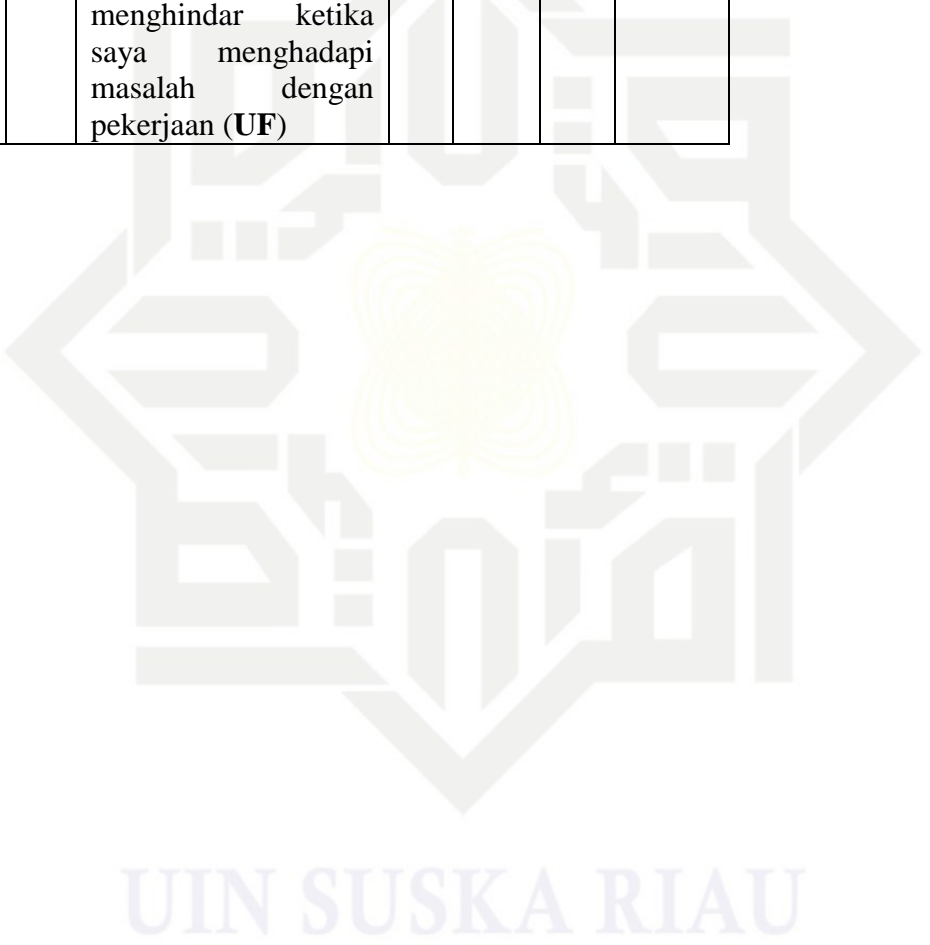 menghindar ketika
saya menghadapi
masalah dengan
pekerjaan (UF)
UIN SUSKA RIAU